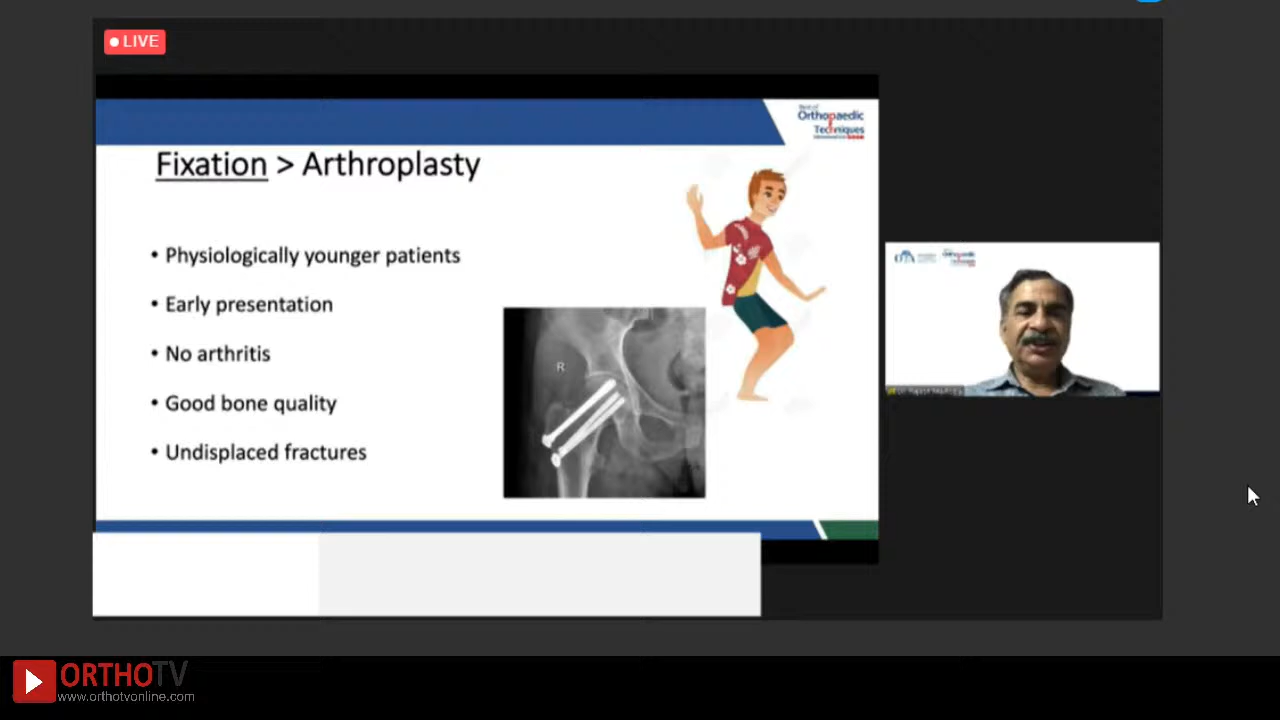 LIVE
Orthopaedic
Techniques
Fixation > Arthroplasty
• Physiologically younger patients
• Early presentation
• No arthritis
• Good bone quality
• Undisplaced fractures
R
Orthopaedic
ORTHOTV
www.orthotvonline.com